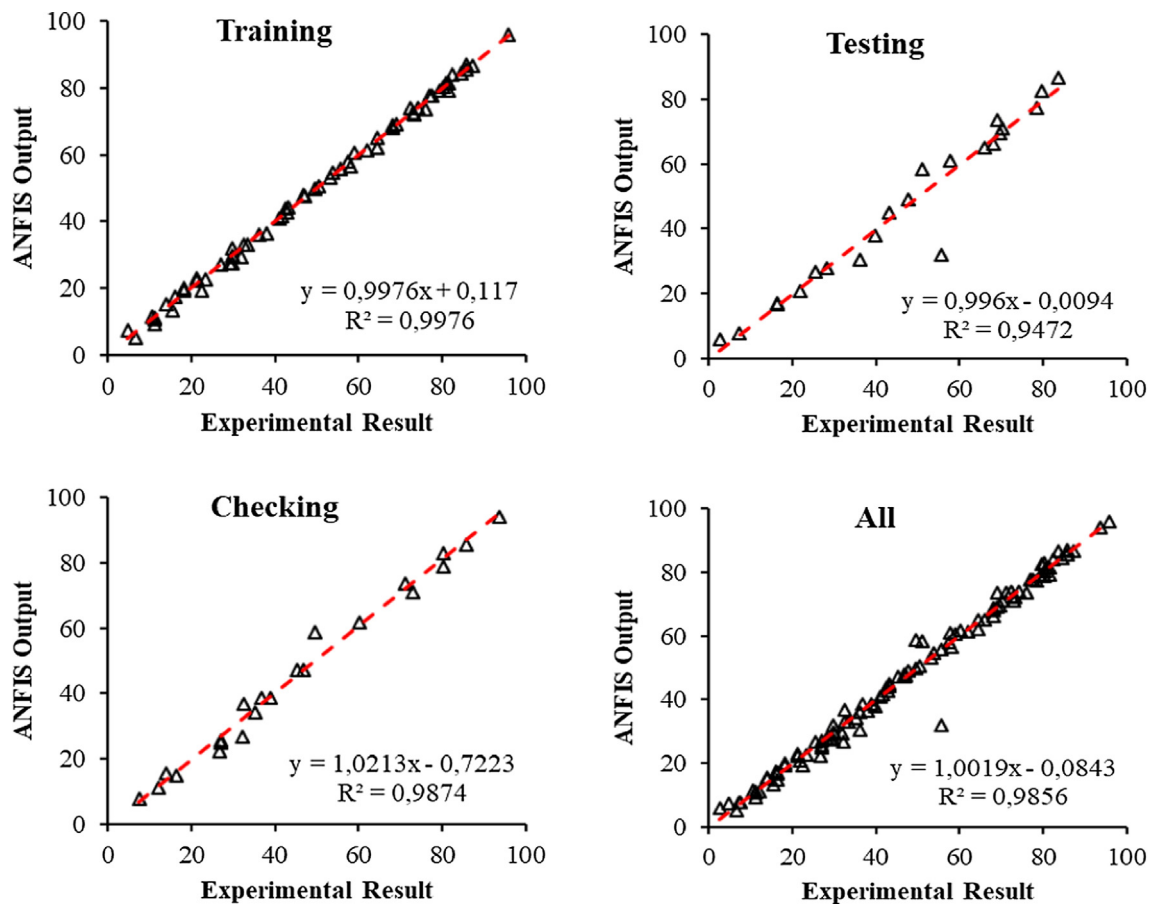 Training
100
80
60
40
20
0
ANFIS Output
y = 0,9976x + 0,117
R² = 0,9976
0 20 40 60 80 100
Experimental Result
Testing
100
80
60
40
20
0
ANFIS Output
y = 0,996x - 0,0094
R² = 0,9472
0 20 40 60 80 100
Experimental Result
Checking
100
80
60
40
20
0
ANFIS Output
y = 1,0213x - 0,7223
R² = 0,9874
0 20 40 60 80 100
Experimental Result
All
100
80
60
40
20
0
ANFIS Output
y = 1,0019x - 0,0843
R² = 0,9856
0 20 40 60 80 100
Experimental Result